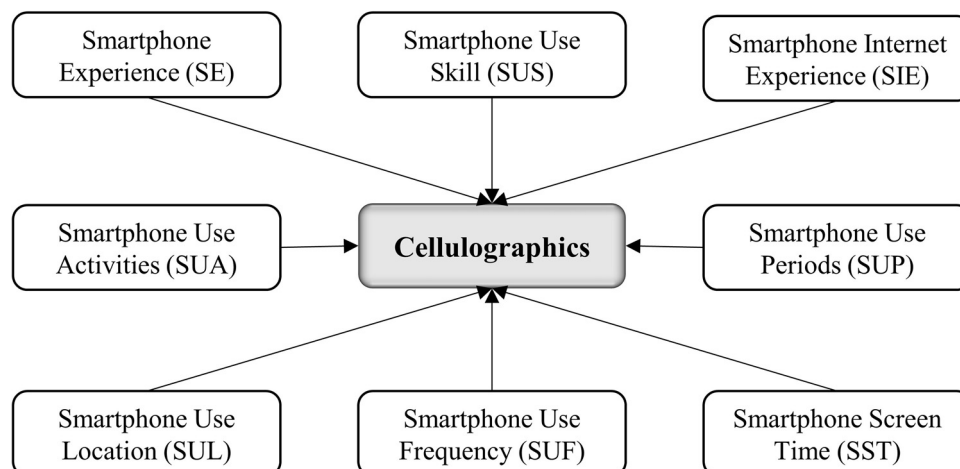 Smartphone
Experience (SE)
Smartphone Use
Skill (SUS)
Smartphone Internet
Experience (SIE)
Smartphone Use
Activities (SUA)
Cellulographics
Smartphone Use
Periods (SUP)
Smartphone Use
Location (SUL)
Smartphone Use
Frequency (SUF)
Smartphone Screen
Time (SST)